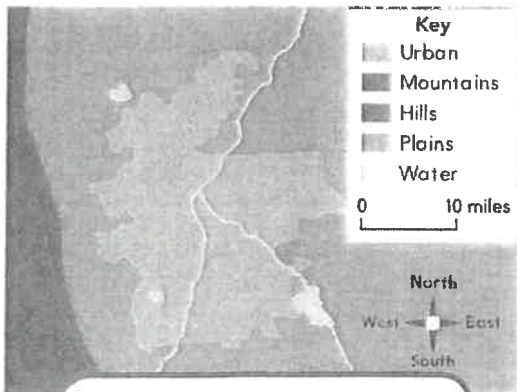 Key
Urban
Mountains
Hills
Plains
Water
0 10 miles
North
West East
South